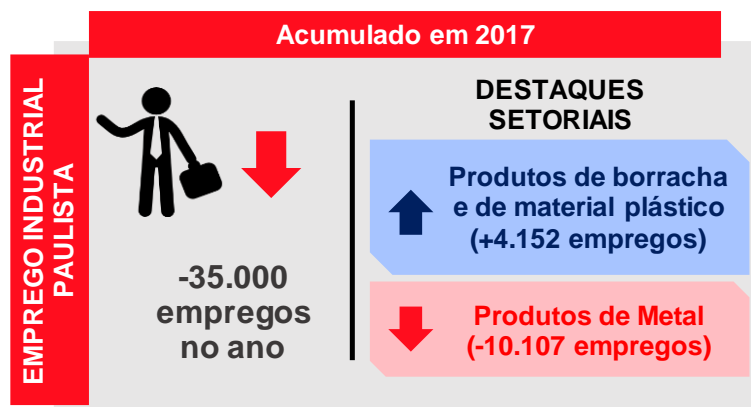 Acumulado em 2017
EMPREGO INDUSTRIAL
PAULISTA
-35.000
empregos
no ano
DESTAQUES
SETORIAIS
Produtos de borracha
e de material plástico
(+4.152 empregos)
Produtos de Metal
(-10.107 empregos)